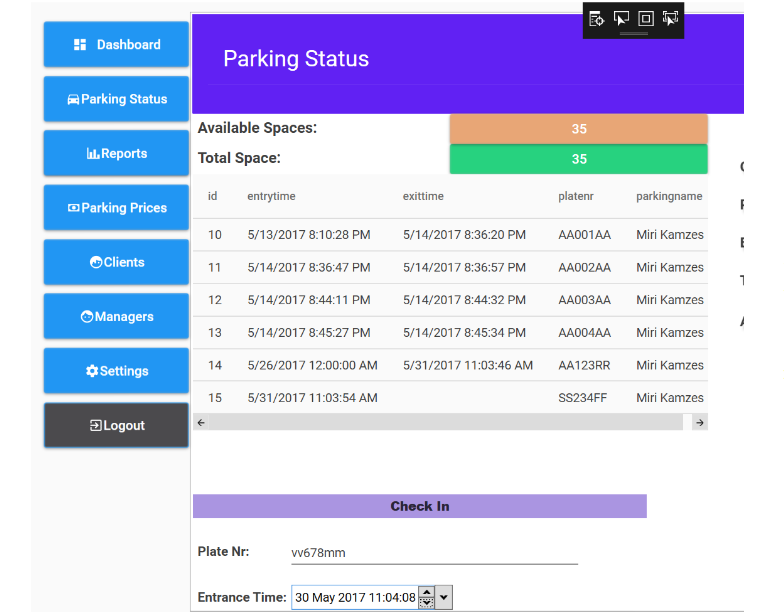 Dashboard
Parking Status
Reports
Parking Prices
Clients
Managers
Settings
Logout
Parking Status
Available Spaces: 35
Total Space: 35
id entrytime exittime platenr parkingname
10 5/13/2017 8:10:28 PM 5/14/2017 8:36:20 PM AA001AA Miri Kamzes
11 5/14/2017 8:36:47 PM 5/14/2017 8:36:57 PM AA002AA Miri Kamzes
12 5/14/2017 8:44:11 PM 5/14/2017 8:44:32 PM AA003AA Miri Kamzes
13 5/14/2017 8:45:27 PM 5/14/2017 8:45:34 PM AA004AA Miri Kamzes
14 5/26/2017 12:00:00 AM 5/31/2017 11:03:46 AM AA123RR Miri Kamzes
15 5/31/2017 11:03:54 AM SS234FF Miri Kamzes
Check In
Plate Nr: vv678mm
Entrance Time: 30 May 2017 11:04:08